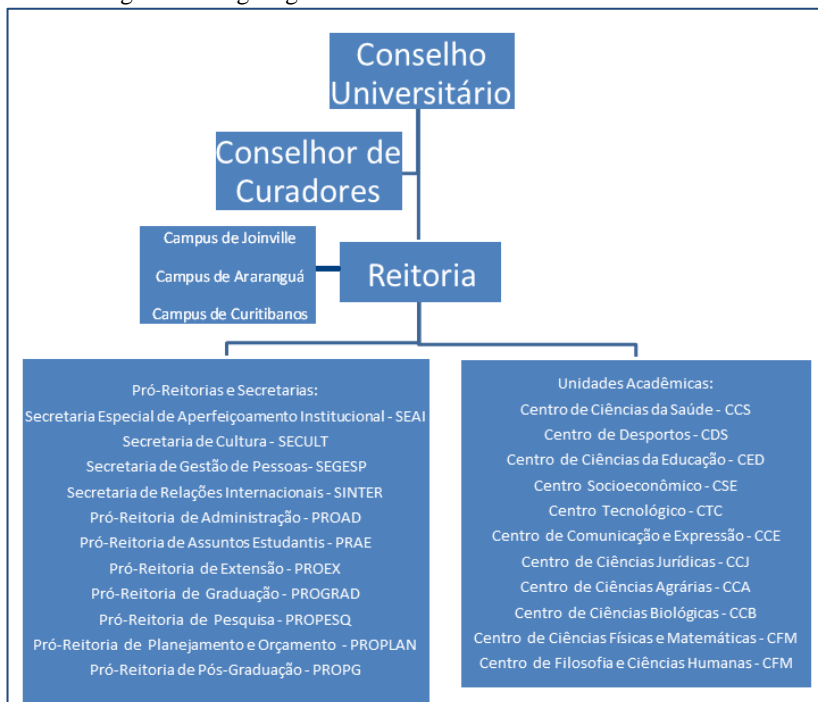 Conselho
Universitário
Conselhor de
Curadores
Campus de Joinville
Campus de Araranguá
Campus de Curitibanos
Reitoria
Pró-Reitorias e Secretarias:
Secretaria Especial de Aperfeiçoamento Institucional - SEAI
Secretaria de Cultura - SECULT
Secretaria de Gestão de Pessoas- SEGESP
Secretaria de Relações Internacionais - SINTER
Pró-Reitoria de Administração - PROAD
Pró-Reitoria de Assuntos Estudantis - PRAE
Pró-Reitoria de Extensão - PROEX
Pró-Reitoria de Graduação - PROGRAD
Pró-Reitoria de Pesquisa - PROPESQ
Pró-Reitoria de Planejamento e Orçamento - PROPLAN
Pró-Reitoria de Pós-Graduação - PROPG
Unidades Acadêmicas:
Centro de Ciências da Saúde - CCS
Centro de Desportos - CDS
Centro de Ciências da Educação - CED
Centro Socioeconômico - CSE
Centro Tecnológico - CTC
Centro de Comunicação e Expressão - CCE
Centro de Ciências Jurídicas - CCJ
Centro de Ciências Agrárias - CCA
Centro de Ciências Biológicas - CCB
Centro de Ciências Físicas e Matemáticas - CFM
Centro de Filosofia e Ciências Humanas - CFM